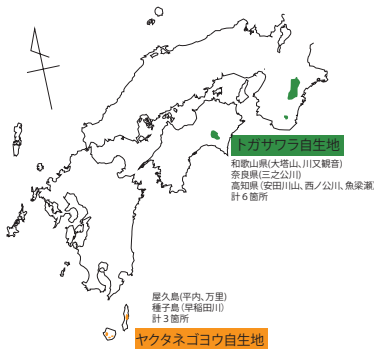 トガサワラ自生地
和歌山県(大塔山、川又観音)
奈良県(三之公川)
高知県（安田川山、西ノ公川、魚梁瀬)
計６箇所
屋久島(平内、万里)
種子島（早稲田川）
計３箇所
ヤクタネゴヨウ自生地